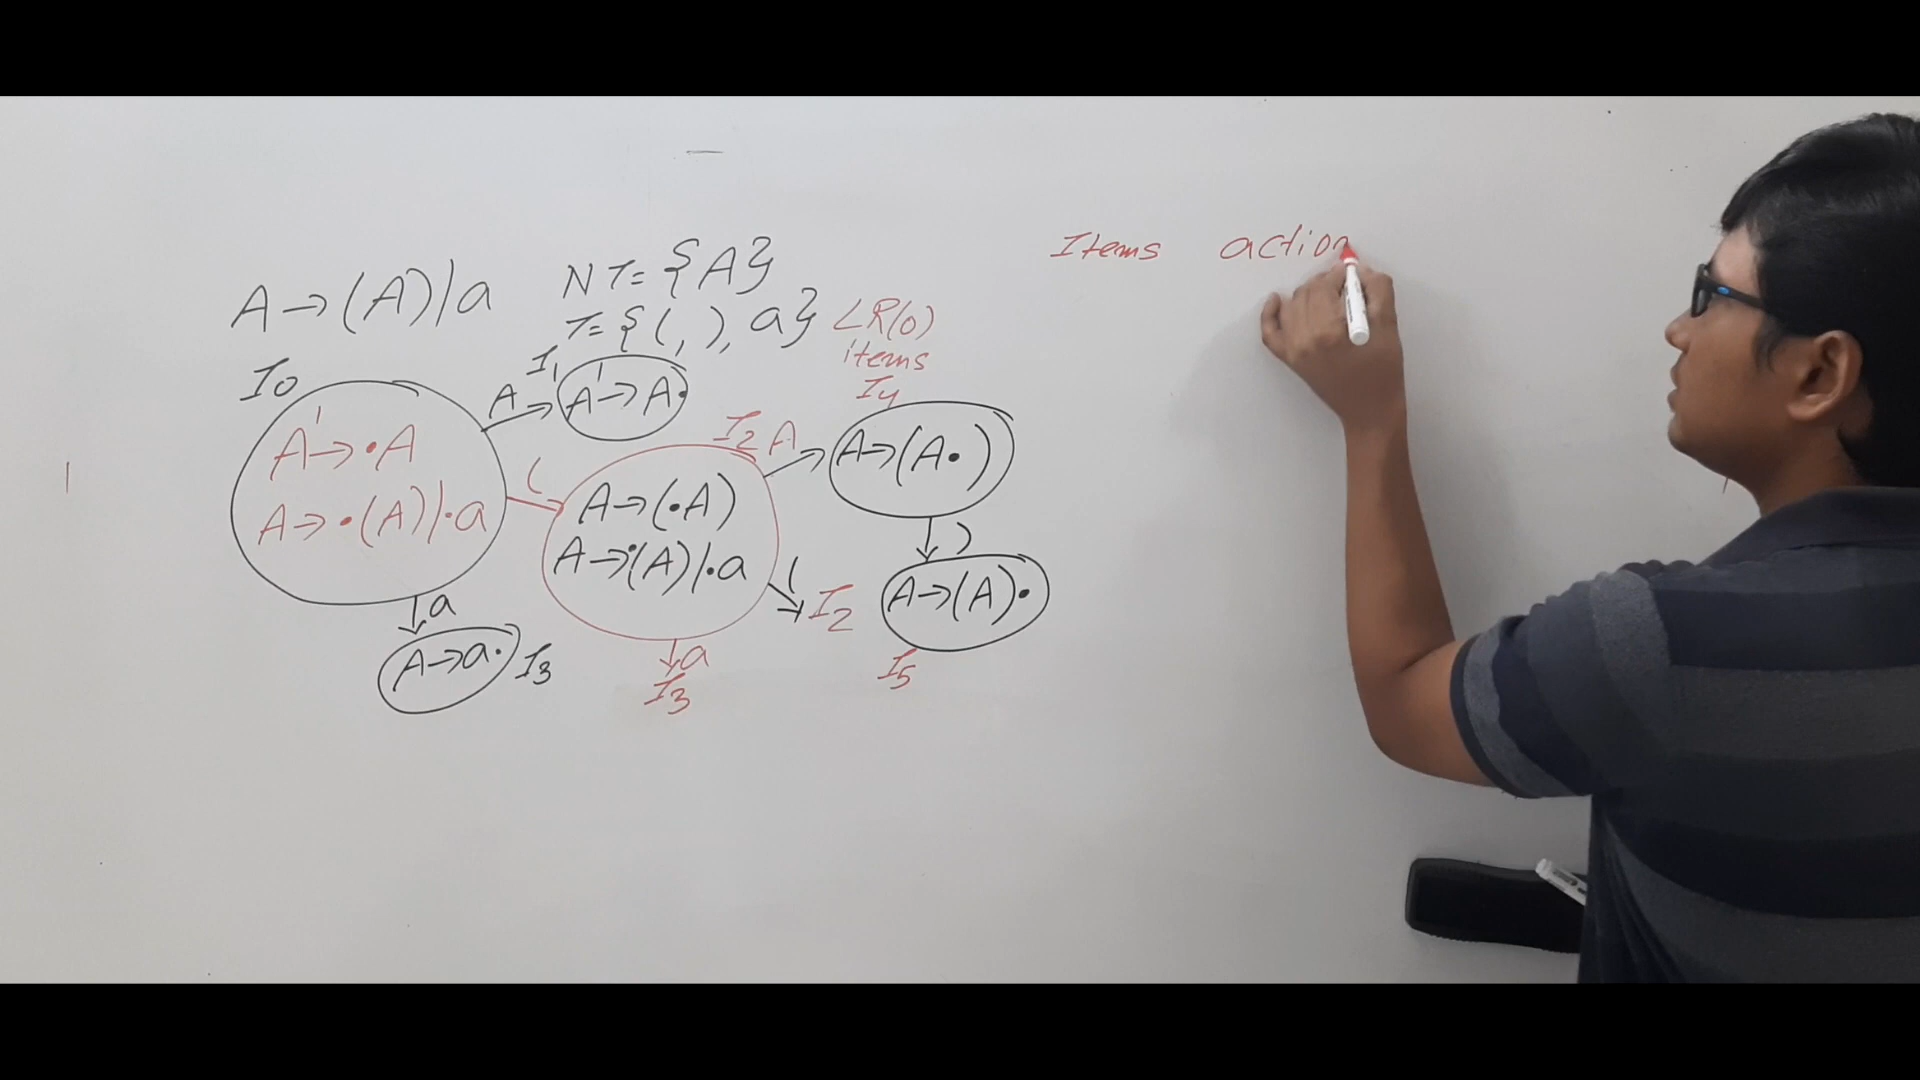 A→(A)|a
NT={A}
T={(, ), a}
LR(0)
items
I0
A'→•A
A→•(A)|•a
A
I1
A'→A•
(
a
A→a•
I3
I2
A→(•A)
A→•(A)|•a
A
I4
A→(A•)
)
A→(A)•
I5
(
I2
a
I3
Items action